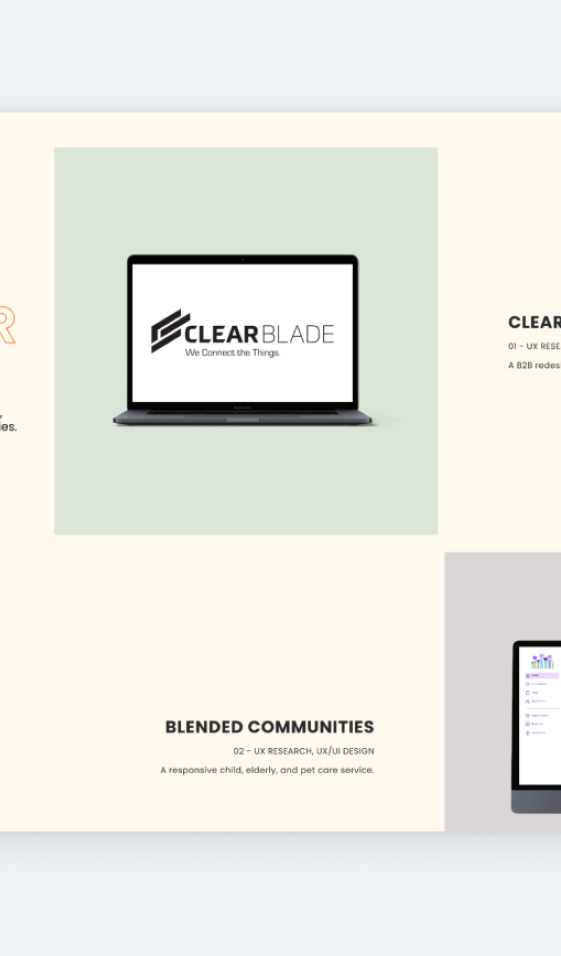 R
,
ies.
CLEARBLADE
We Connect the Things.
CLEAR
01 - UX RESE
A B2B redes
BLENDED COMMUNITIES
02 - UX RESEARCH, UX/UI DESIGN
A responsive child, elderly, and pet care service.